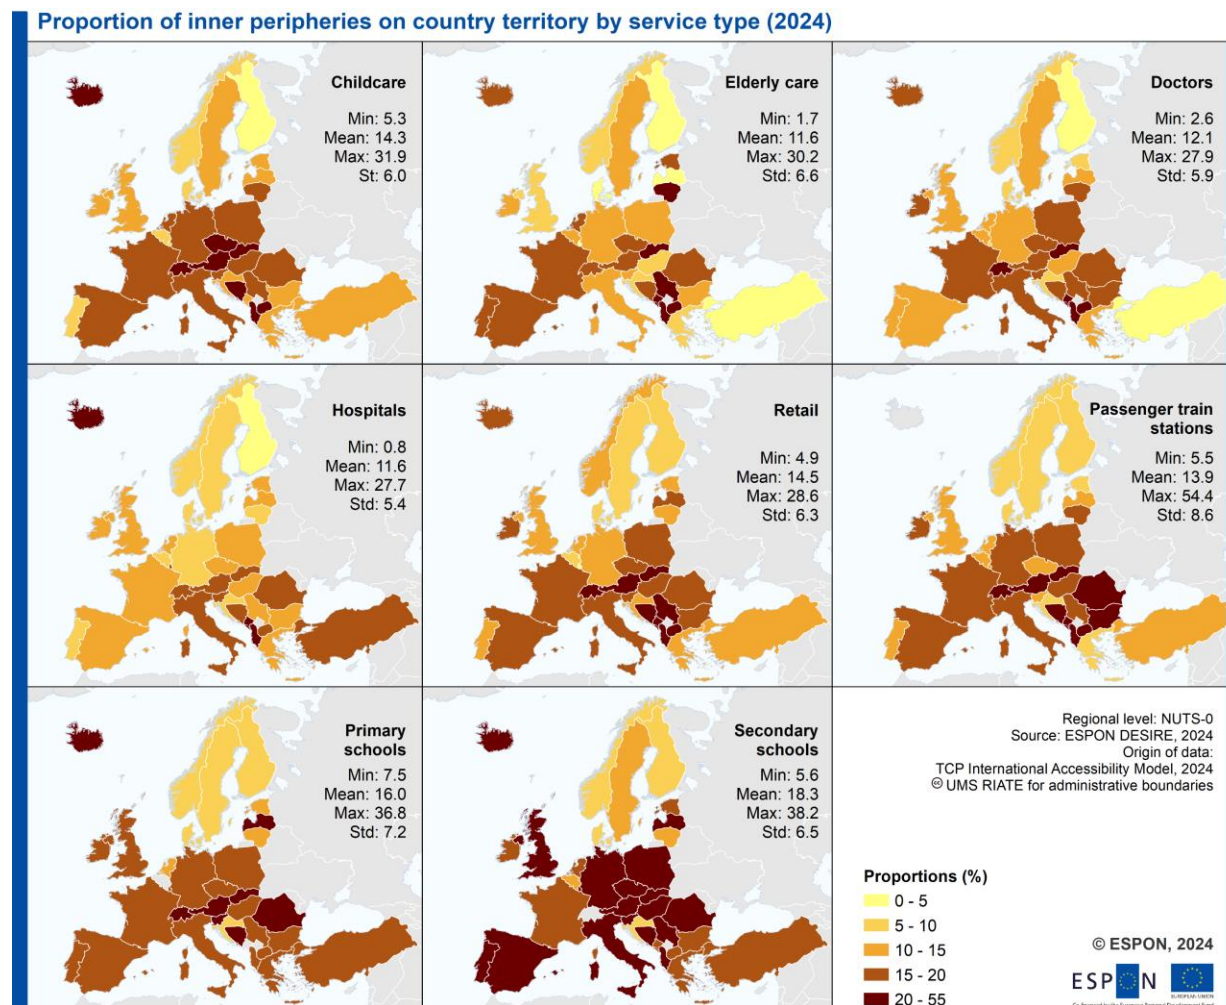 Proportion of inner peripheries on country territory by service type (2024)
Childcare
Min: 5.3
Mean: 14.3
Max: 31.9
St: 6.0
Elderly care
Min: 1.7
Mean: 11.6
Max: 30.2
Std: 6.6
Doctors
Min: 2.6
Mean: 12.1
Max: 27.9
Std: 5.9
Hospitals
Min: 0.8
Mean: 11.6
Max: 27.7
Std: 5.4
Retail
Min: 4.9
Mean: 14.5
Max: 28.6
Std: 6.3
Passenger train
stations
Min: 5.5
Mean: 13.9
Max: 54.4
Std: 8.6
Primary
schools
Min: 7.5
Mean: 16.0
Max: 36.8
Std: 7.2
Secondary
schools
Min: 5.6
Mean: 18.3
Max: 38.2
Std: 6.5
Regional level: NUTS-0
Source: ESPON DESIRE, 2024
Origin of data:
TCP International Accessibility Model, 2024
㏄ UMS RIATE for administrative boundaries
Proportions (%)
0 - 5
5 - 10
10 - 15
15 - 20
20 - 55
© ESPON, 2024
ESPON
EUROPEAN UNION